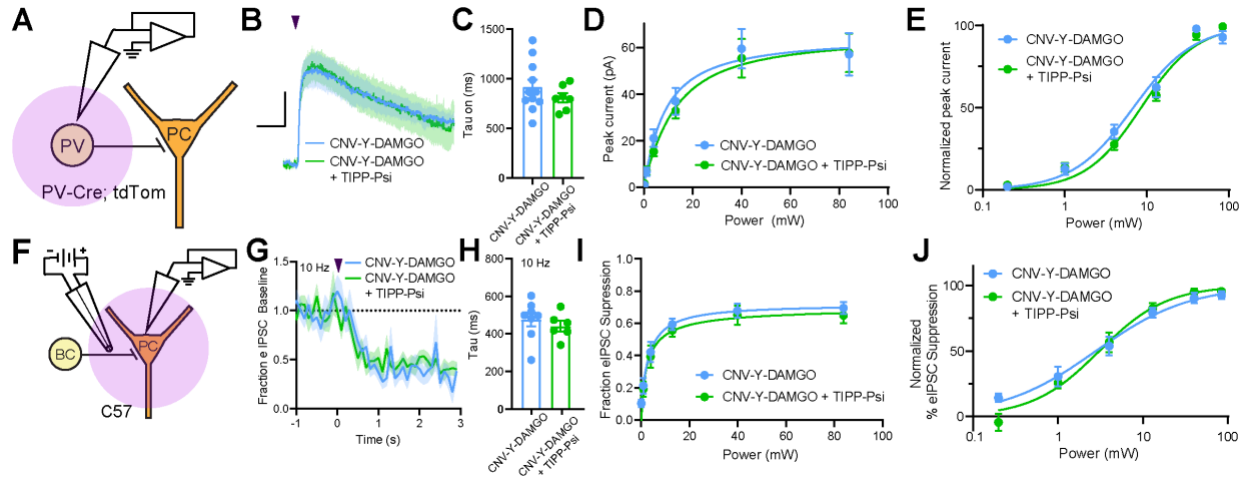 A
PV
PC
PV-Cre; tdTom
B
CNV-Y-DAMGO
CNV-Y-DAMGO
+ TIPP-Psi
C
Tau on (ms)
1500
1000
500
0
CNV-Y-DAMGO
CNV-Y-DAMGO
+ TIPP-Psi
D
Peak current (pA)
60
40
20
0
0
20
40
60
80
100
Power (mW)
CNV-Y-DAMGO
CNV-Y-DAMGO + TIPP-Psi
E
Normalized peak current
100
75
50
25
0
0.1
1
10
100
Power (mW)
CNV-Y-DAMGO
CNV-Y-DAMGO
+ TIPP-Psi
F
- +
BC
PC
C57
G
10 Hz
CNV-Y-DAMGO
CNV-Y-DAMGO
+ TIPP-Psi
Fraction e IPSC Baseline
1.5
1.0
0.5
0.0
-1
0
1
2
3
Time (s)
H
10 Hz
Tau (ms)
800
600
400
200
0
CNV-Y-DAMGO
CNV-Y-DAMGO
+ TIPP-Psi
I
Fraction eIPSC Suppression
1.0
0.8
0.6
0.4
0.2
0.0
0
20
40
60
80
100
Power (mW)
CNV-Y-DAMGO
CNV-Y-DAMGO + TIPP-Psi
J
Normalized
% eIPSC Suppression
100
50
0
0.1
1
10
100
Power (mW)
CNV-Y-DAMGO
CNV-Y-DAMGO
+ TIPP-Psi